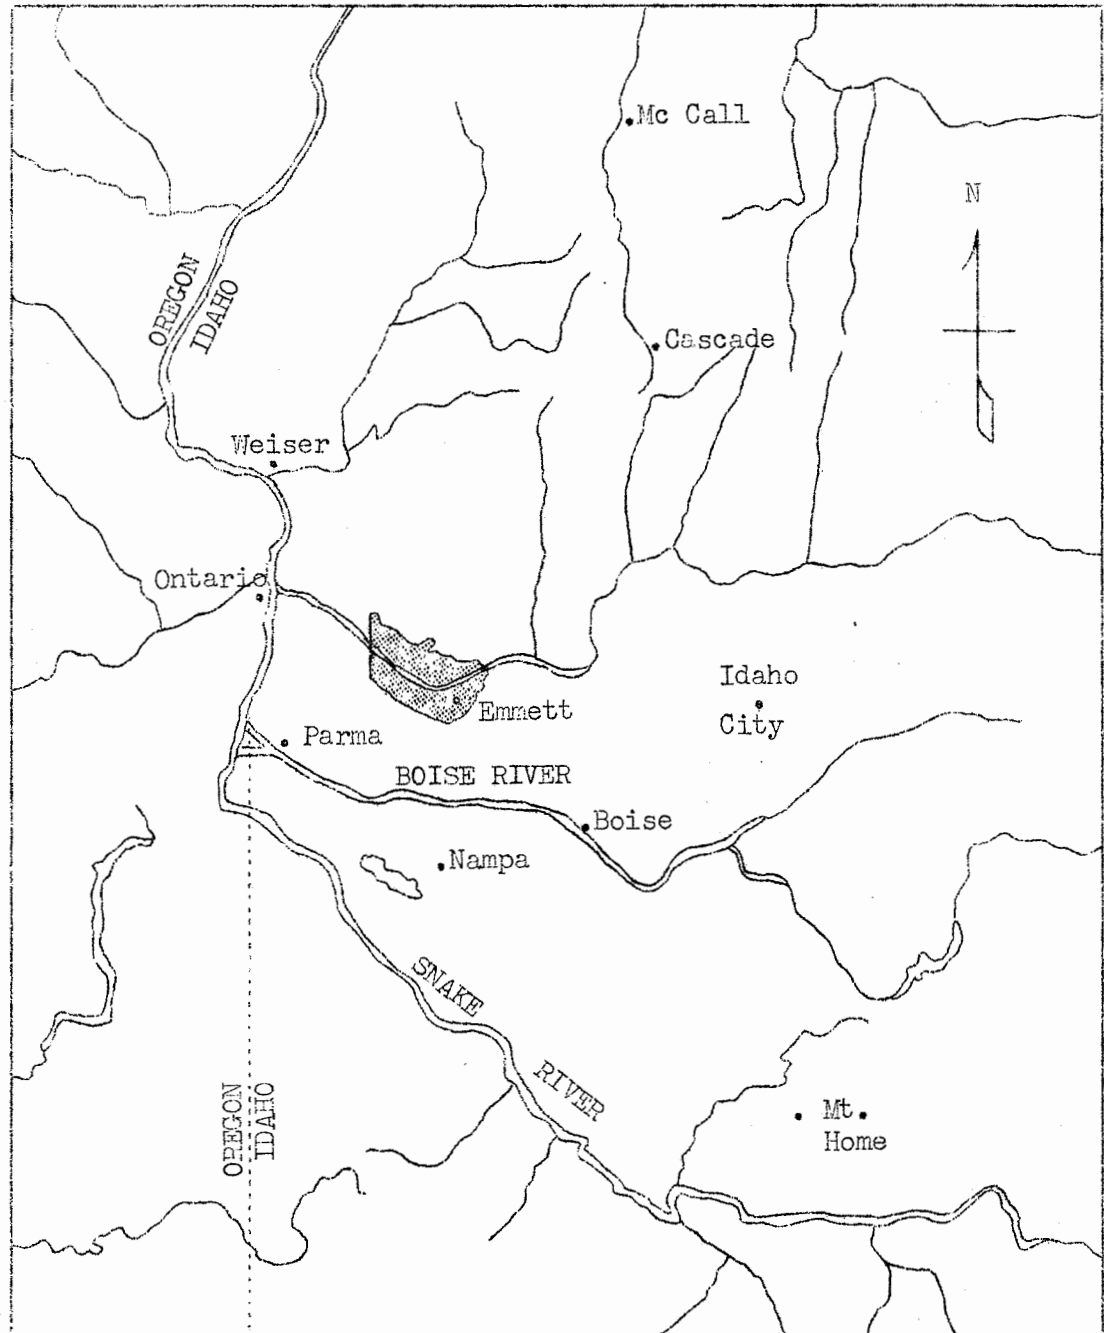 Mc Call
N
OREGON
IDAHO
Cascade
Weiser
Ontario
Idaho
City
Emmett
Parma
BOISE RIVER
Boise
Nampa
SNAKE
RIVER
OREGON
IDAHO
Mt.
Home